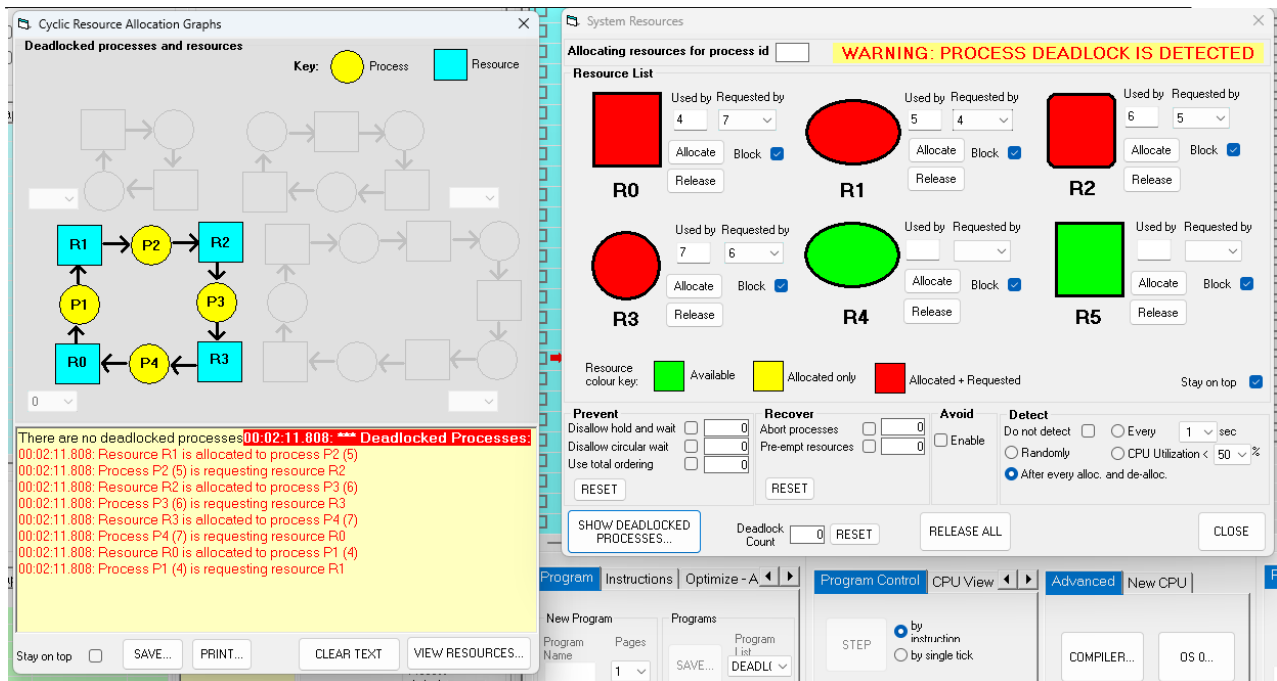 Cyclic Resource Allocation Graphs
Deadlocked processes and resources
Key: Process Resource
R1 P2 R2
P1 P3
R0 P4 R3
0
There are no deadlocked processes00:02:11.808: *** Deadlocked Processes:
00:02:11.808: Resource R1 is allocated to process P2 (5)
00:02:11.808: Process P2 (5) is requesting resource R2
00:02:11.808: Resource R2 is allocated to process P3 (6)
00:02:11.808: Process P3 (6) is requesting resource R3
00:02:11.808: Resource R3 is allocated to process P4 (7)
00:02:11.808: Process P4 (7) is requesting resource R0
00:02:11.808: Resource R0 is allocated to process P1 (4)
00:02:11.808: Process P1 (4) is requesting resource R1
Stay on top SAVE... PRINT... CLEAR TEXT VIEW RESOURCES...
System Resources
Allocating resources for process id WARNING: PROCESS DEADLOCK IS DETECTED
Resource List
Used by Requested by Used by Requested by Used by Requested by
4 7 5 4 6 5
Allocate Block Allocate Block Allocate Block
Release Release Release
R0 R1 R2
Used by Requested by Used by Requested by Used by Requested by
7 6
Allocate Block Allocate Block Allocate Block
Release Release Release
R3 R4 R5
Resource colour key: Available Allocated only Allocated + Requested Stay on top
Prevent Recover Avoid Detect
Disallow hold and wait 0 Abort processes 0 Enable Do not detect Every 1 sec
Disallow circular wait 0 Pre-empt resources 0 Randomly CPU Utilization < 50 %
Use total ordering 0 After every alloc. and de-alloc.
RESET RESET
SHOW DEADLOCKED PROCESSES... Deadlock Count 0 RESET RELEASE ALL CLOSE
Program Instructions Optimize - A Program Control CPU View Advanced New CPU
New Program Programs
Program Name Pages 1 SAVE... Program List
STEP by instruction
by single tick
COMPILER... OS 0...